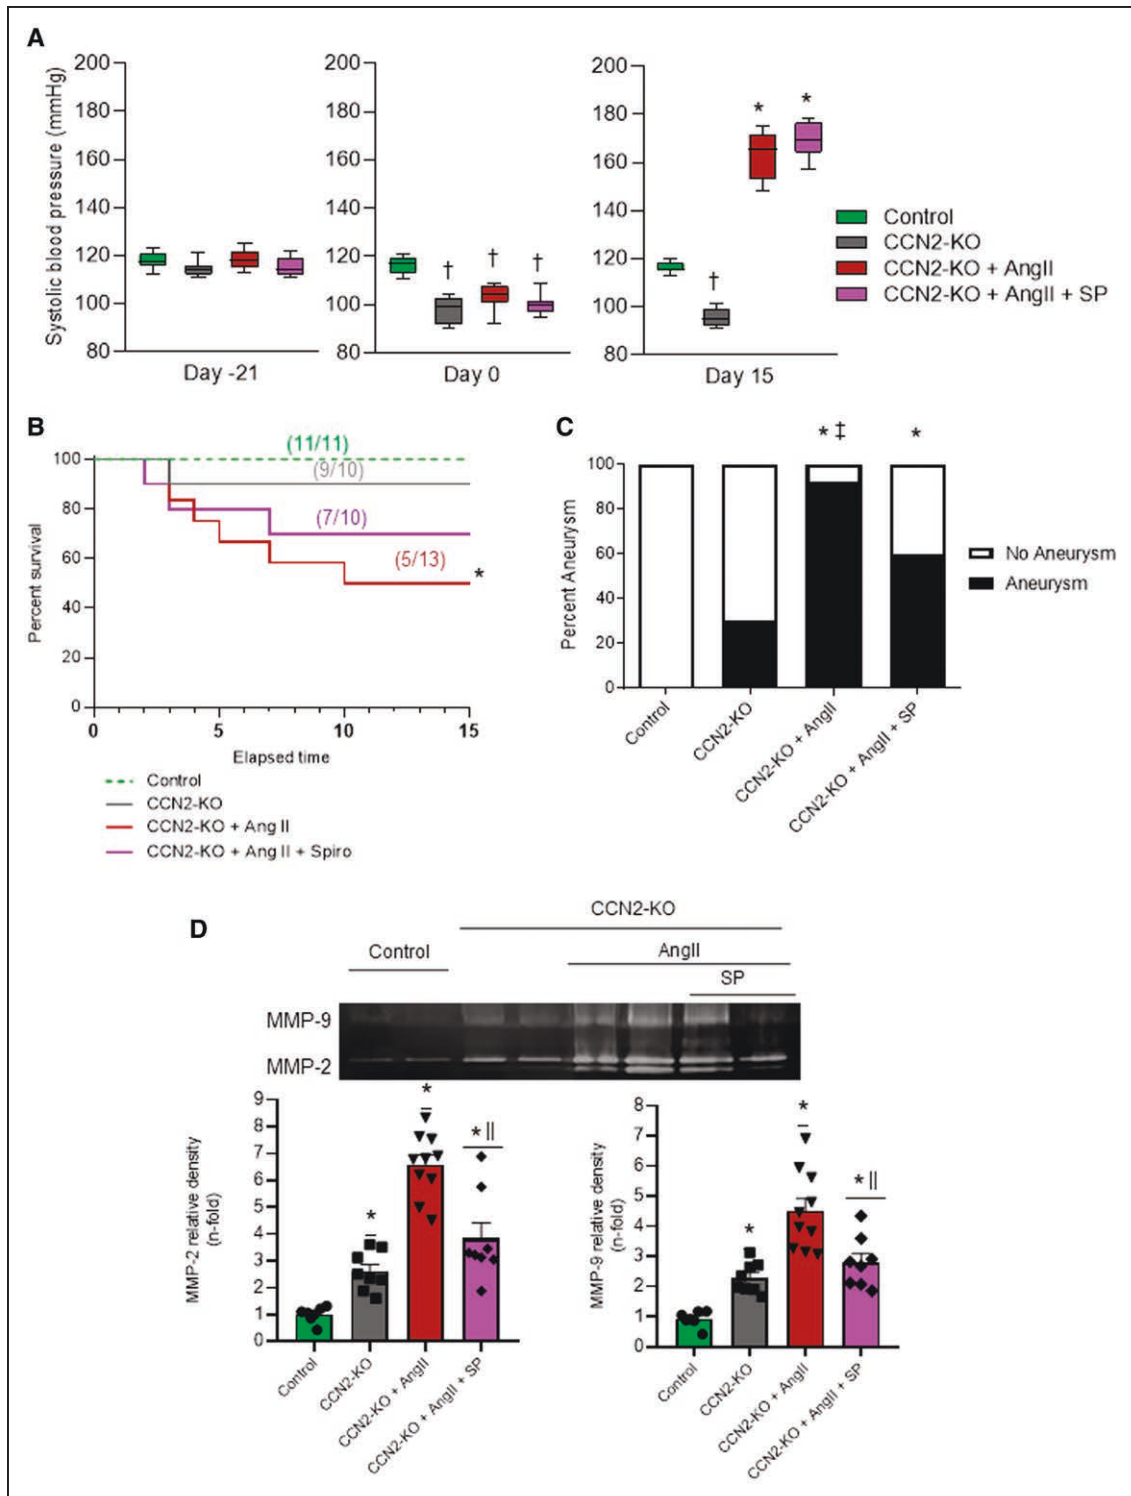 A
Systolic blood pressure (mmHg)
200
180
160
140
120
100
80
Day -21
200
180
160
140
120
100
80
†
†
†
Day 0
200
180
160
140
120
100
80
†
*
*
Day 15
Control
CCN2-KO
CCN2-KO + AngII
CCN2-KO + AngII + SP
B
Percent survival
100
80
60
40
20
0
(11/11)
(9/10)
(7/10)
(5/13)
*
0
5
10
15
Elapsed time
Control
CCN2-KO
CCN2-KO + Ang II
CCN2-KO + Ang II + Spiro
C
* ‡
*
Percent Aneurysm
100
80
60
40
20
0
Control
CCN2-KO
CCN2-KO + AngII
CCN2-KO + AngII + SP
No Aneurysm
Aneurysm
D
CCN2-KO
Control
AngII
SP
MMP-9
MMP-2
MMP-2 relative density
(n-fold)
9
8
7
6
5
4
3
2
1
0
*
*
* ||
Control
CCN2-KO
CCN2-KO + AngII
CCN2-KO + AngII + SP
MMP-9 relative density
(n-fold)
8
7
6
5
4
3
2
1
0
*
*
* ||
Control
CCN2-KO
CCN2-KO + AngII
CCN2-KO + AngII + SP